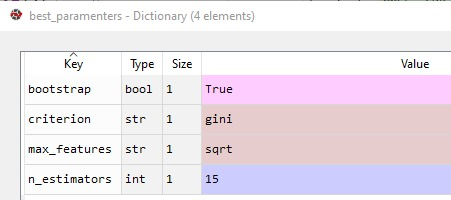 best_paramenters - Dictionary (4 elements)
Key Type Size Value
bootstrap bool 1 True
criterion str 1 gini
max_features str 1 sqrt
n_estimators int 1 15